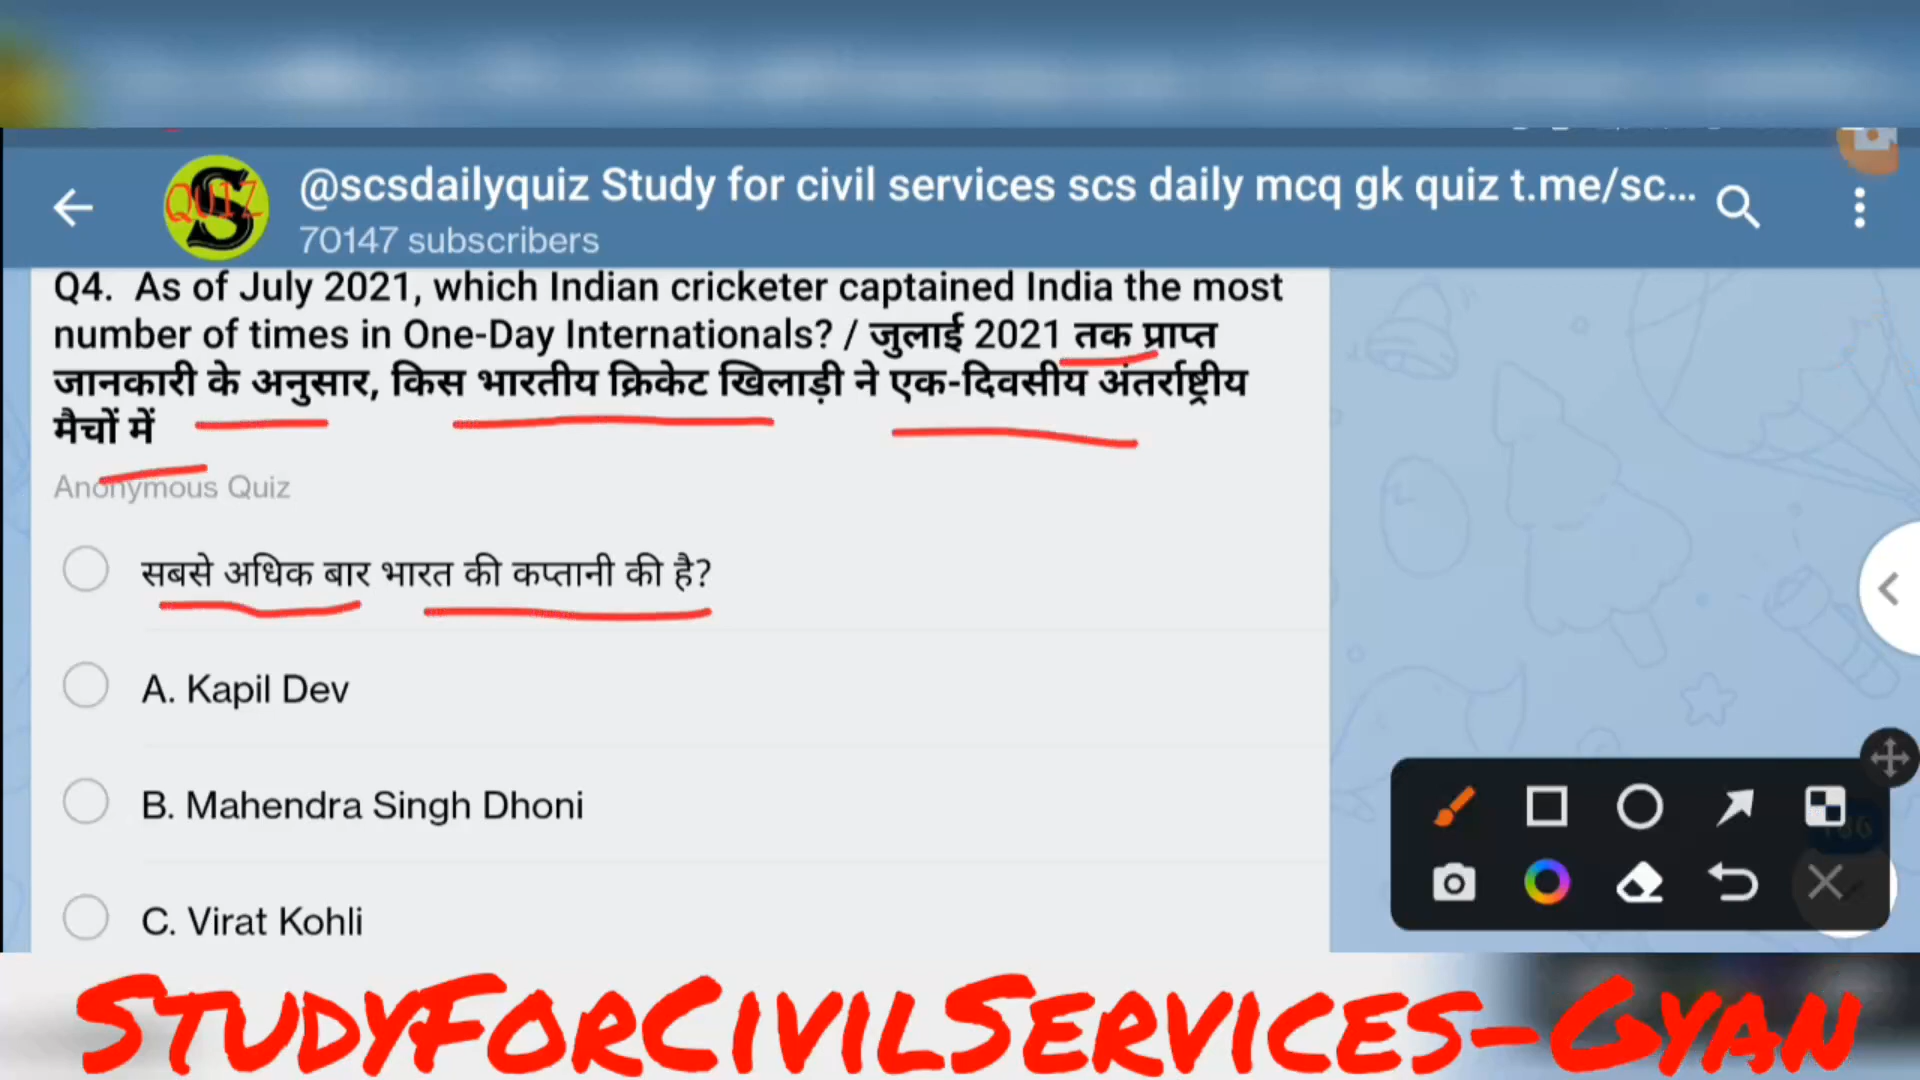 QUIZ
S
@scsdailyquiz Study for civil services scs daily mcq gk quiz t.me/sc...
70147 subscribers
Q4. As of July 2021, which Indian cricketer captained India the most
number of times in One-Day Internationals? / जुलाई 2021 तक प्राप्त
जानकारी के अनुसार, किस भारतीय क्रिकेट खिलाड़ी ने एक-दिवसीय अंतर्राष्ट्रीय
मैचों में
Anonymous Quiz
सबसे अधिक बार भारत की कप्तानी की है?
A. Kapil Dev
B. Mahendra Singh Dhoni
C. Virat Kohli
StudyForCivilServices-Gyan